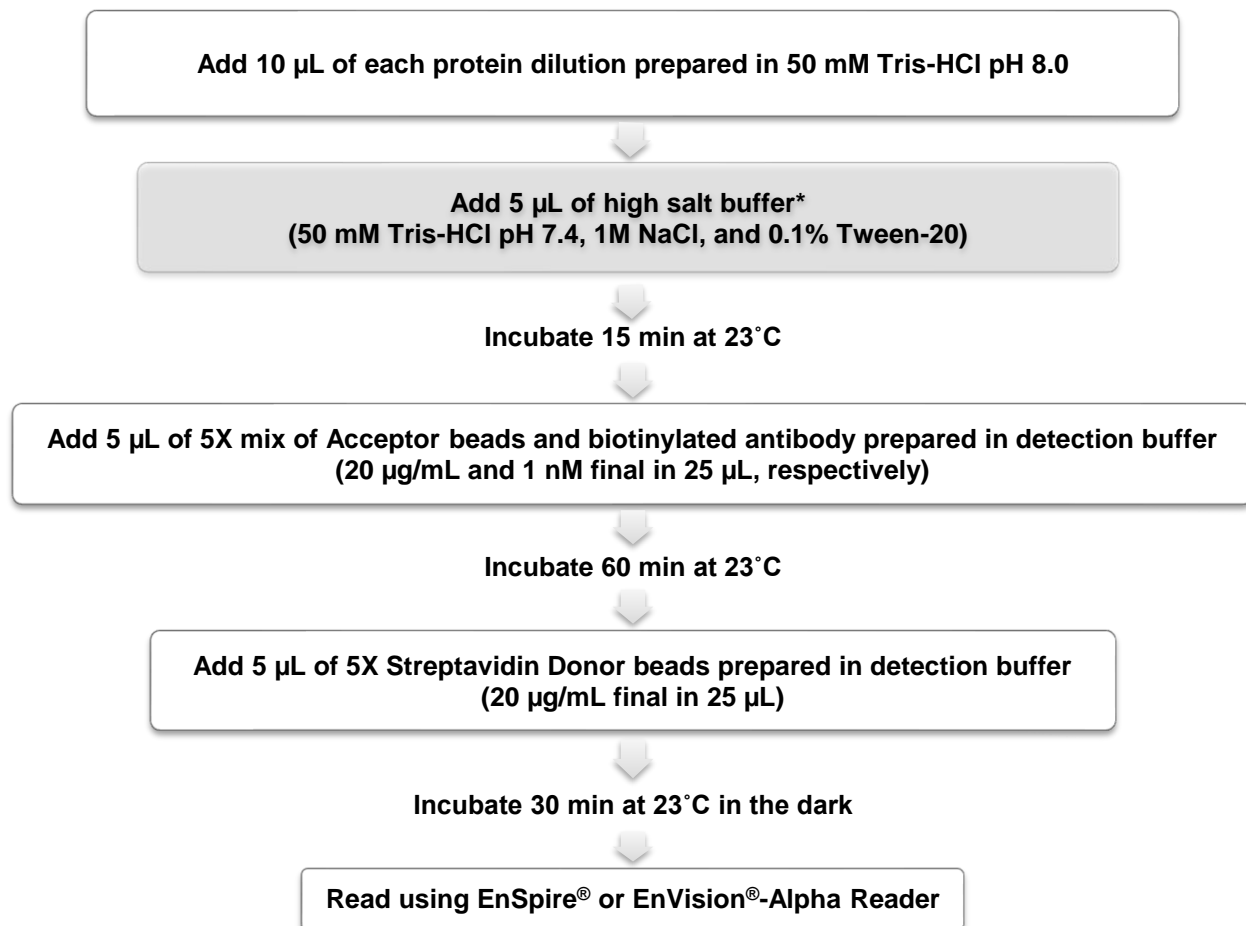 Add 10 µL of each protein dilution prepared in 50 mM Tris-HCl pH 8.0
Add 5 µL of high salt buffer*
(50 mM Tris-HCl pH 7.4, 1M NaCl, and 0.1% Tween-20)
Incubate 15 min at 23˚C
Add 5 µL of 5X mix of Acceptor beads and biotinylated antibody prepared in detection buffer
(20 µg/mL and 1 nM final in 25 µL, respectively)
Incubate 60 min at 23˚C
Add 5 µL of 5X Streptavidin Donor beads prepared in detection buffer
(20 µg/mL final in 25 µL)
Incubate 30 min at 23˚C in the dark
Read using EnSpire® or EnVision®-Alpha Reader